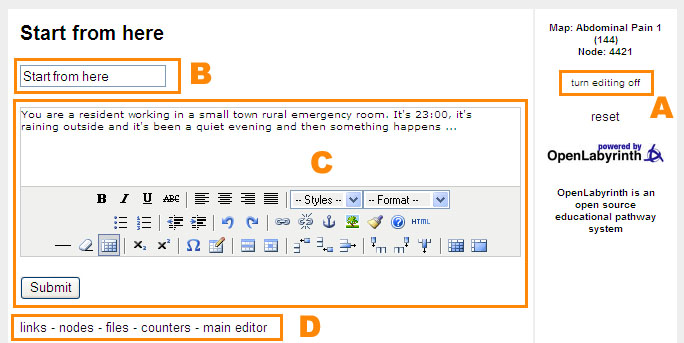 Start from here
Start from here
B
You are a resident working in a small town rural emergency room. It's 23:00, it's
raining outside and it's been a quiet evening and then something happens ...
C
B I U ABC -- Styles -- -- Format --
HTML
x₂ x² Ω
Submit
links - nodes - files - counters - main editor
D
Map: Abdominal Pain 1
(144)
Node: 4421
turn editing off
A
reset
powered by
OpenLabyrinth
OpenLabyrinth is an
open source
educational pathway
system